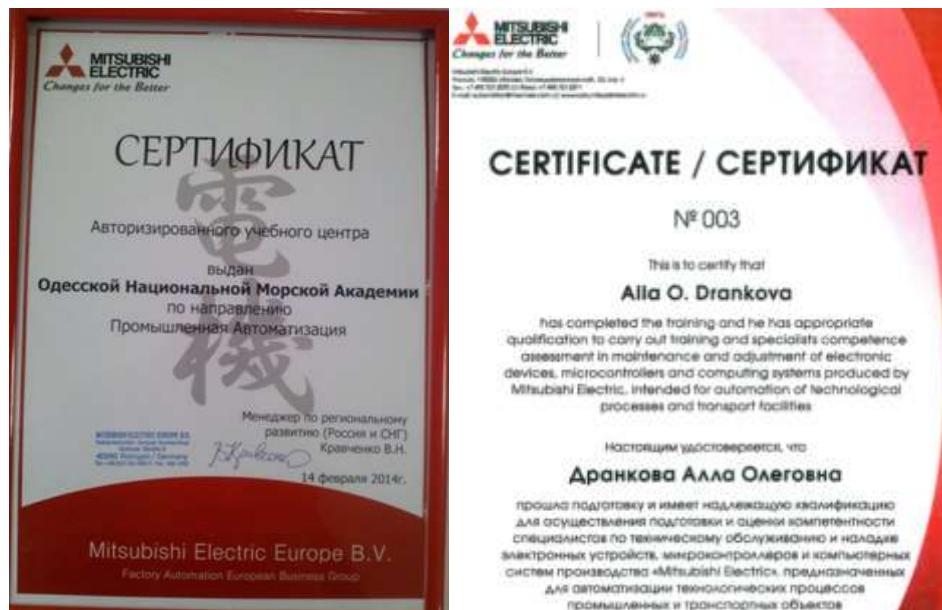 MITSUBISHI
ELECTRIC
Changes for the Better
СЕРТИФИКАТ
電機
Авторизированного учебного центра
выдан
Одесской Национальной Морской Академии
по направлению
Промышленная Автоматизация
Менеджер по региональному
развитию (Россия и СНГ)
Кравченко В.Н.
14 февраля 2014г.
MITSUBISHI ELECTRIC EUROPE B.V.
Mitsubishi Electric Europe B.V.
Factory Automation European Business Group
MITSUBISHI
ELECTRIC
Changes for the Better
CERTIFICATE / СЕРТИФИКАТ
№ 003
This is to certify that
Alla O. Drankova
has completed the training and he has appropriate
qualification to carry out training and specialists competence
assessment in maintenance and adjustment of electronic
devices, microcontrollers and computing systems produced by
Mitsubishi Electric, intended for automation of technological
processes and transport facilities
Настоящим удостоверяется, что
Дранкова Алла Олеговна
прошла подготовку и имеет надлежащую квалификацию
для осуществления подготовки и оценки компетентности
специалистов по техническому обслуживанию и наладке
электронных устройств, микроконтроллеров и компьютерных
систем производства «Mitsubishi Electric», предназначенных
для автоматизации технологических процессов
промышленных и транспортных объектов